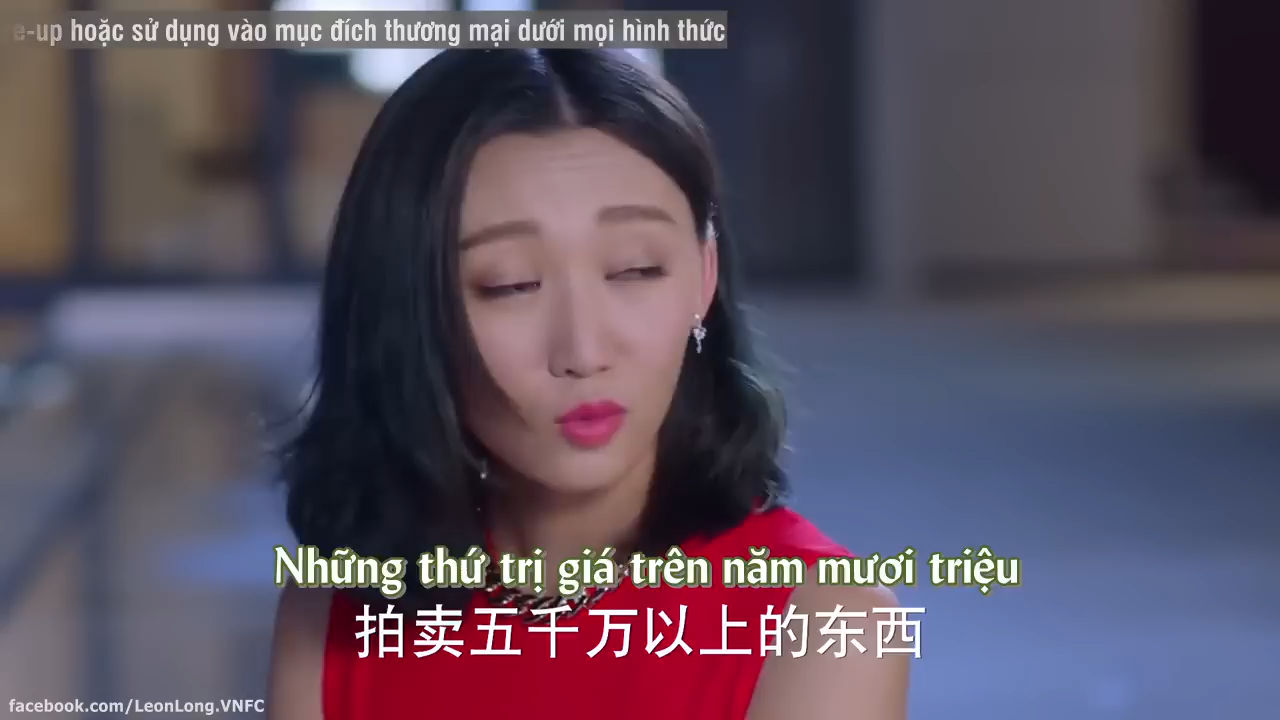 e-up hoặc sử dụng vào mục đích thương mại dưới mọi hình thức
Những thứ trị giá trên năm mươi triệu
拍卖五千万以上的东西
facebook.com/LeonLong.VNFC